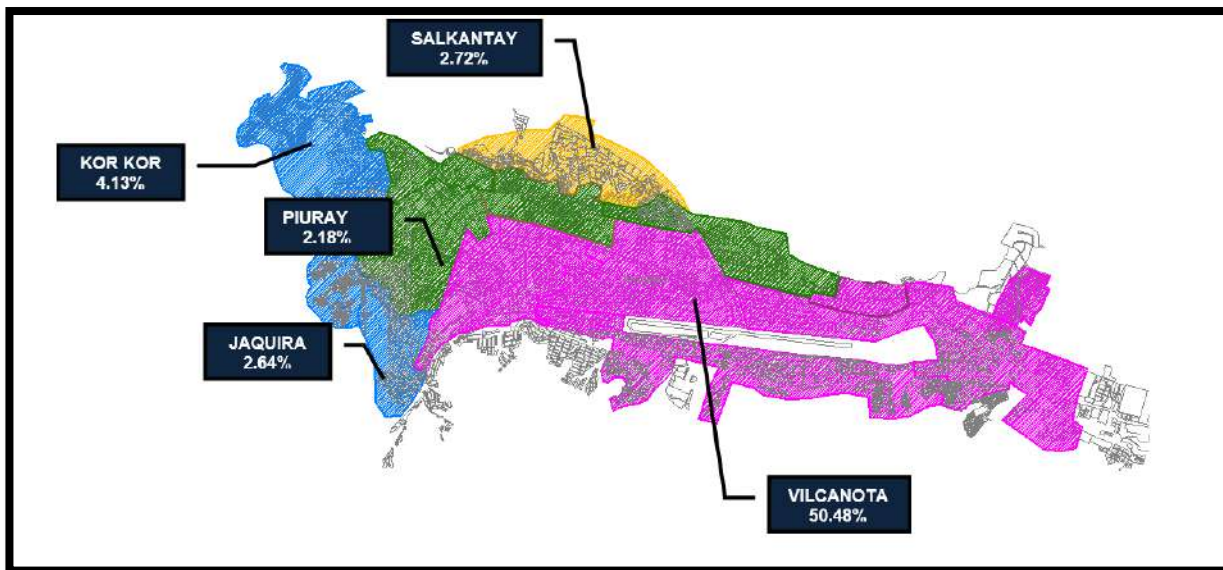 SALKANTAY
2.72%
KOR KOR
4.13%
PIURAY
2.18%
JAQUIRA
2.64%
VILCANOTA
50.48%